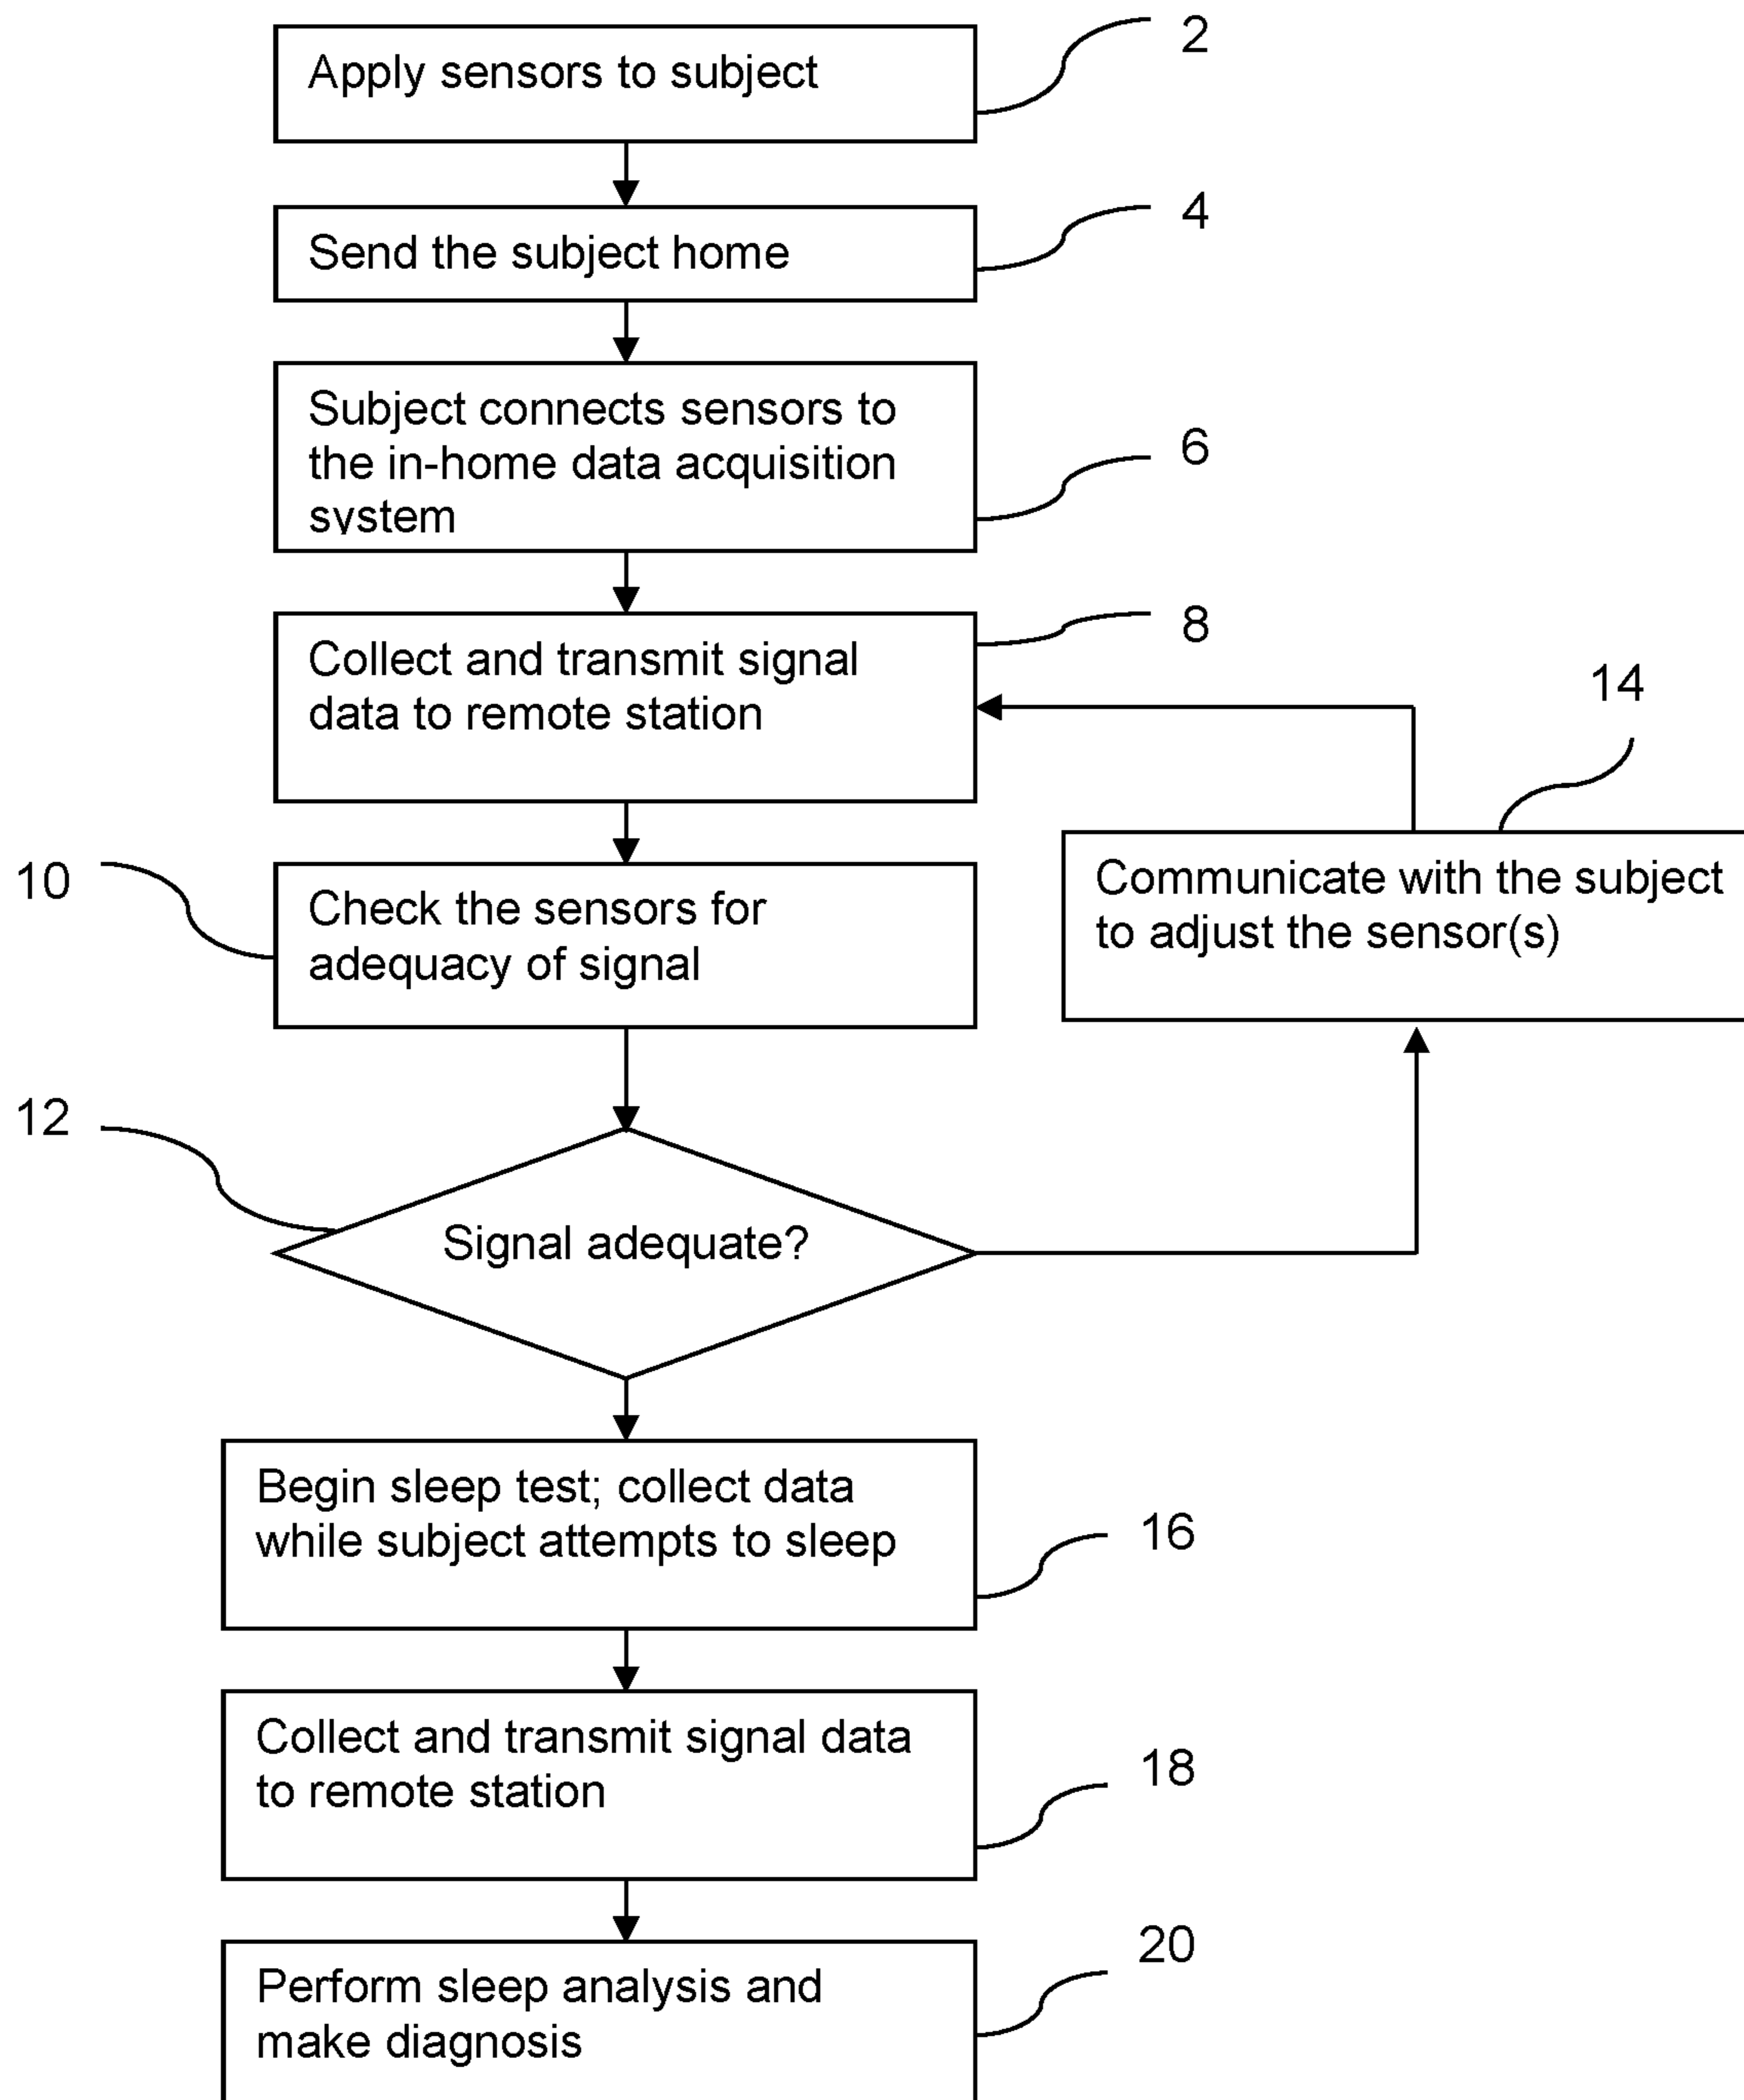 Apply sensors to subject
2
Send the subject home
4
Subject connects sensors to
the in-home data acquisition
system
6
Collect and transmit signal
data to remote station
8
14
Communicate with the subject
to adjust the sensor(s)
10
Check the sensors for
adequacy of signal
12
Signal adequate?
Begin sleep test; collect data
while subject attempts to sleep
16
Collect and transmit signal data
to remote station
18
Perform sleep analysis and
make diagnosis
20